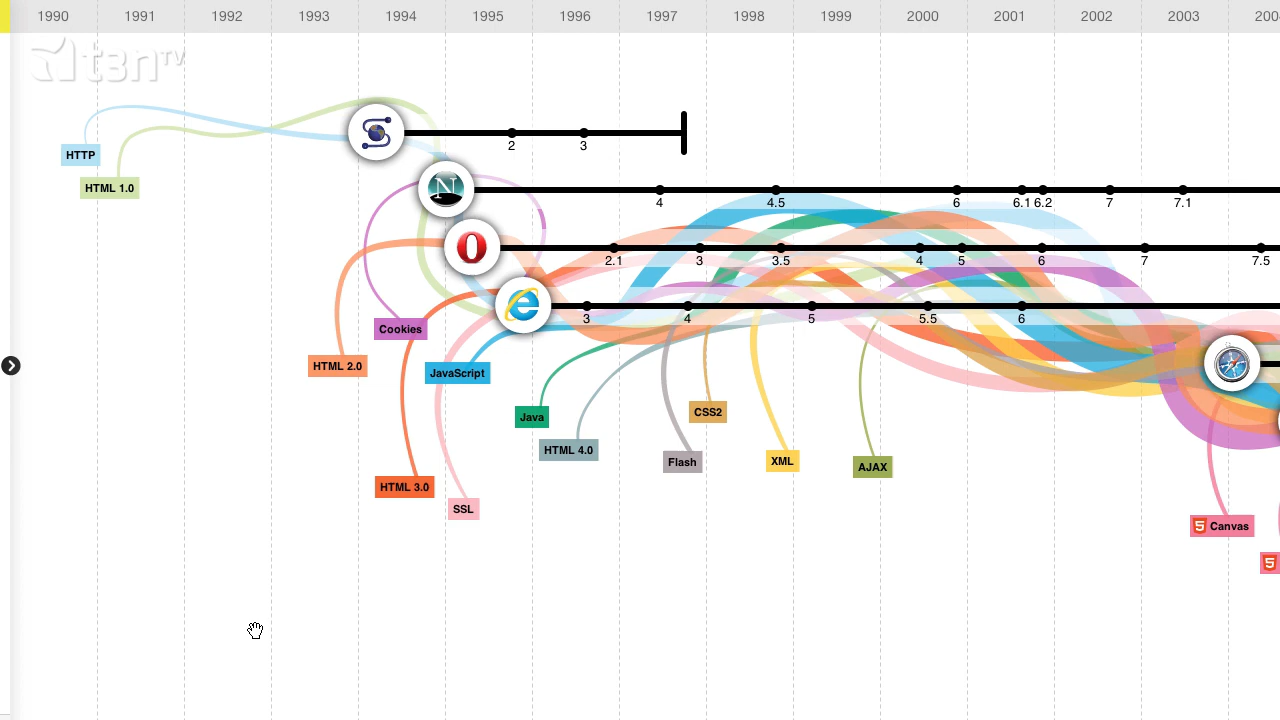 1990 1991 1992 1993 1994 1995 1996 1997 1998 1999 2000 2001 2002 2003
t3n TV
2 3
HTTP
HTML 1.0
N
4 4.5 6 6.1 6.2 7 7.1
2.1 3 3.5 4 5 6 7 7.5
3 4 5 5.5 6
Cookies
HTML 2.0
JavaScript
Java
CSS2
HTML 4.0
Flash
XML
AJAX
HTML 3.0
SSL
5 Canvas
5